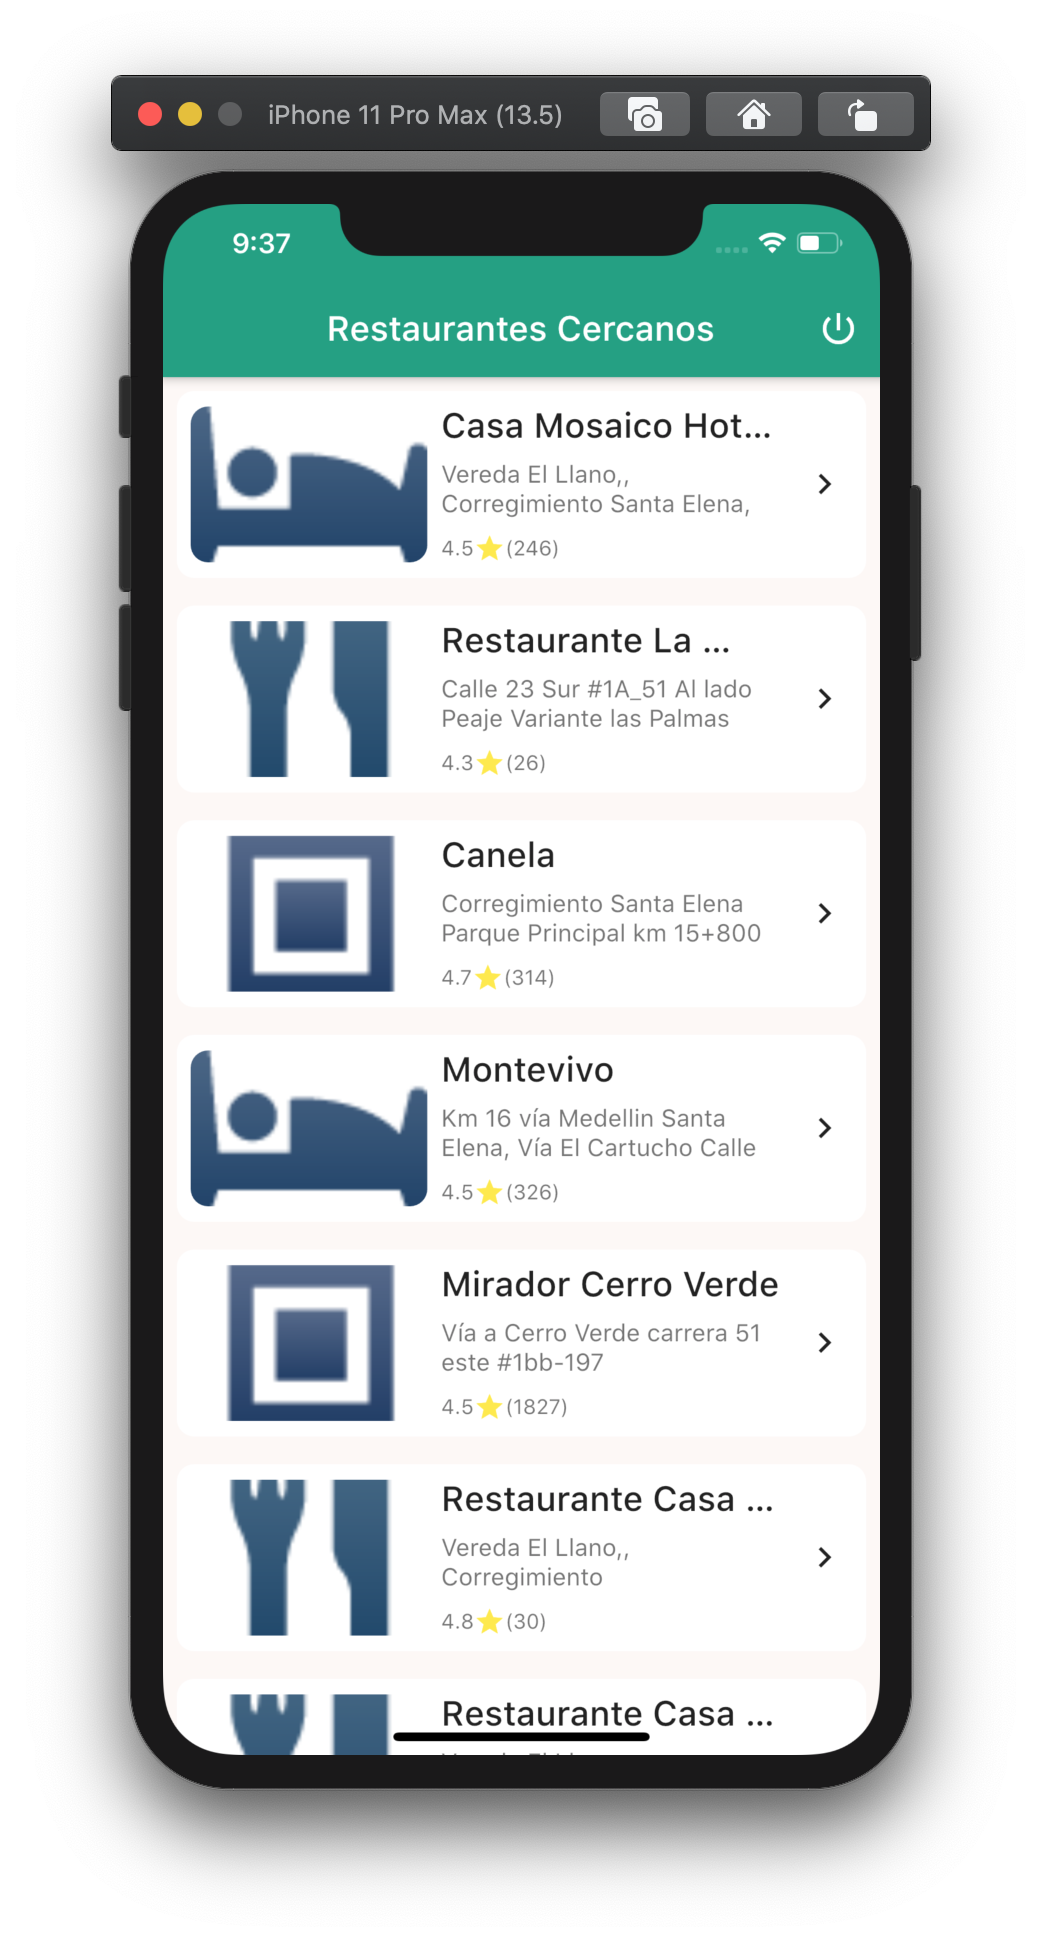 iPhone 11 Pro Max (13.5)
9:37
Restaurantes Cercanos
Casa Mosaico Hot...
Vereda El Llano,,
Corregimiento Santa Elena,
4.5⭐(246)
Restaurante La ...
Calle 23 Sur #1A_51 Al lado
Peaje Variante las Palmas
4.3⭐(26)
Canela
Corregimiento Santa Elena
Parque Principal km 15+800
4.7⭐(314)
Montevivo
Km 16 vía Medellin Santa
Elena, Vía El Cartucho Calle
4.5⭐(326)
Mirador Cerro Verde
Vía a Cerro Verde carrera 51
este #1bb-197
4.5⭐(1827)
Restaurante Casa ...
Vereda El Llano,,
Corregimiento
4.8⭐(30)
Restaurante Casa ...